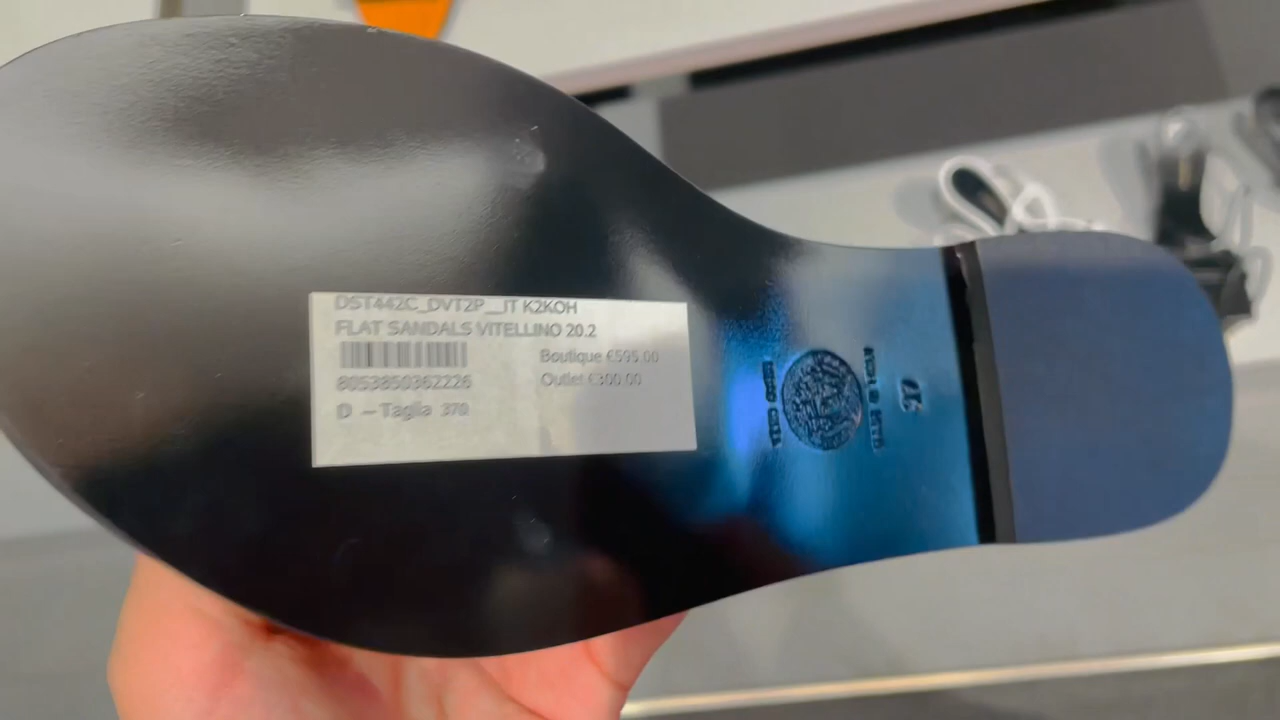 DST442C_DVT2P__IT K2KOH
FLAT SANDALS VITELLINO 20.2
Boutique €595.00
8053850362226
Outlet €300.00
D – Taglia 370
37